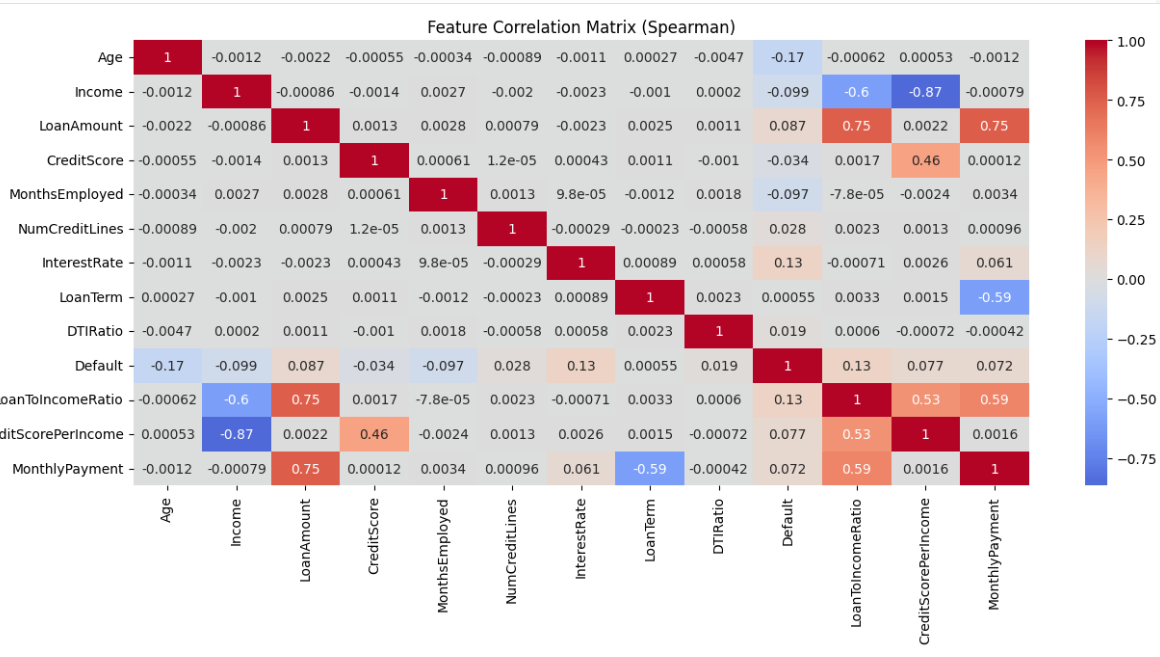 Feature Correlation Matrix (Spearman)
Age 1 -0.0012 -0.0022 -0.00055 -0.00034 -0.00089 -0.0011 0.00027 -0.0047 -0.17 -0.00062 0.00053 -0.0012
Income -0.0012 1 -0.00086 -0.0014 0.0027 -0.002 -0.0023 -0.001 0.0002 -0.099 -0.6 -0.87 -0.00079
LoanAmount -0.0022 -0.00086 1 0.0013 0.0028 0.00079 -0.0023 0.0025 0.0011 0.087 0.75 0.0022 0.75
CreditScore -0.00055 -0.0014 0.0013 1 0.00061 1.2e-05 0.00043 0.0011 -0.001 -0.034 0.0017 0.46 0.00012
MonthsEmployed -0.00034 0.0027 0.0028 0.00061 1 0.0013 9.8e-05 -0.0012 0.0018 -0.097 -7.8e-05 -0.0024 0.0034
NumCreditLines -0.00089 -0.002 0.00079 1.2e-05 0.0013 1 -0.00029 -0.00023 -0.00058 0.028 0.0023 0.0013 0.00096
InterestRate -0.0011 -0.0023 -0.0023 0.00043 9.8e-05 -0.00029 1 0.00089 0.00058 0.13 -0.00071 0.0026 0.061
LoanTerm 0.00027 -0.001 0.0025 0.0011 -0.0012 -0.00023 0.00089 1 0.0023 0.00055 0.0033 0.0015 -0.59
DTIRatio -0.0047 0.0002 0.0011 -0.001 0.0018 -0.00058 0.00058 0.0023 1 0.019 0.0006 -0.00072 -0.00042
Default -0.17 -0.099 0.087 -0.034 -0.097 0.028 0.13 0.00055 0.019 1 0.13 0.077 0.072
oanToIncomeRatio -0.00062 -0.6 0.75 0.0017 -7.8e-05 0.0023 -0.00071 0.0033 0.0006 0.13 1 0.53 0.59
ditScorePerIncome 0.00053 -0.87 0.0022 0.46 -0.0024 0.0013 0.0026 0.0015 -0.00072 0.077 0.53 1 0.0016
MonthlyPayment -0.0012 -0.00079 0.75 0.00012 0.0034 0.00096 0.061 -0.59 -0.00042 0.072 0.59 0.0016 1
Age
Income
LoanAmount
CreditScore
MonthsEmployed
NumCreditLines
InterestRate
LoanTerm
DTIRatio
Default
LoanToIncomeRatio
CreditScorePerIncome
MonthlyPayment
1.00
0.75
0.50
0.25
0.00
−0.25
−0.50
−0.75